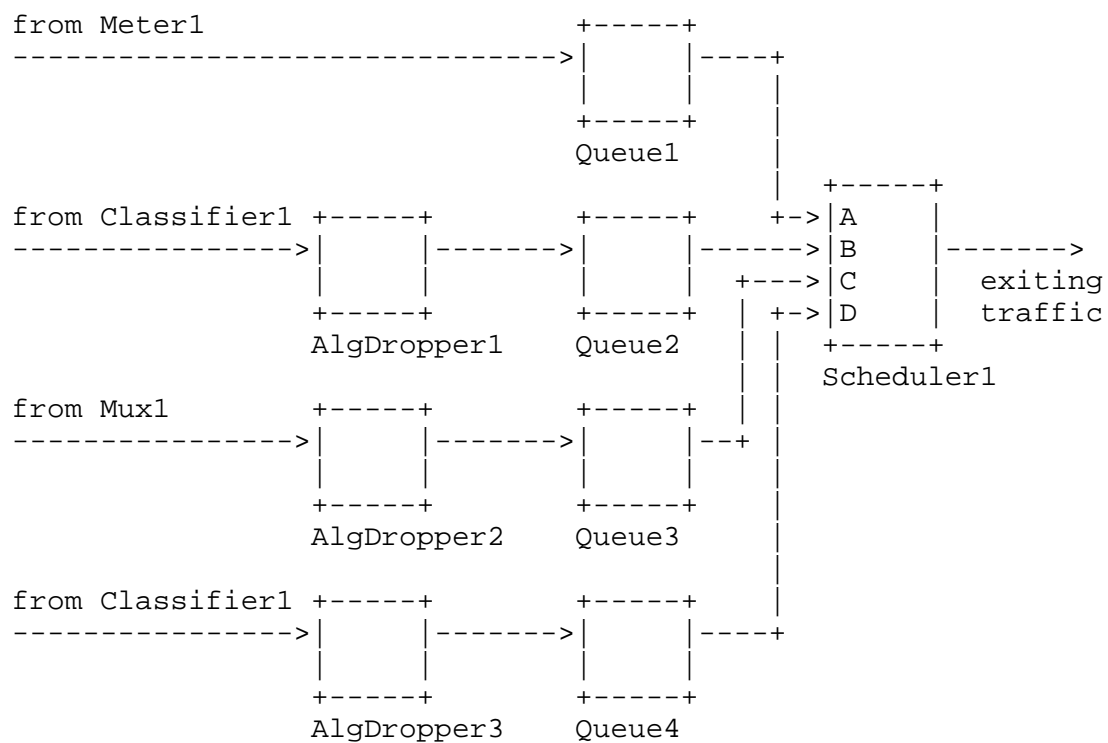 from Meter1
Queue1
from Classifier1
A
B
C
D
exiting
traffic
AlgDropper1 Queue2
Scheduler1
from Mux1
AlgDropper2 Queue3
from Classifier1
AlgDropper3 Queue4